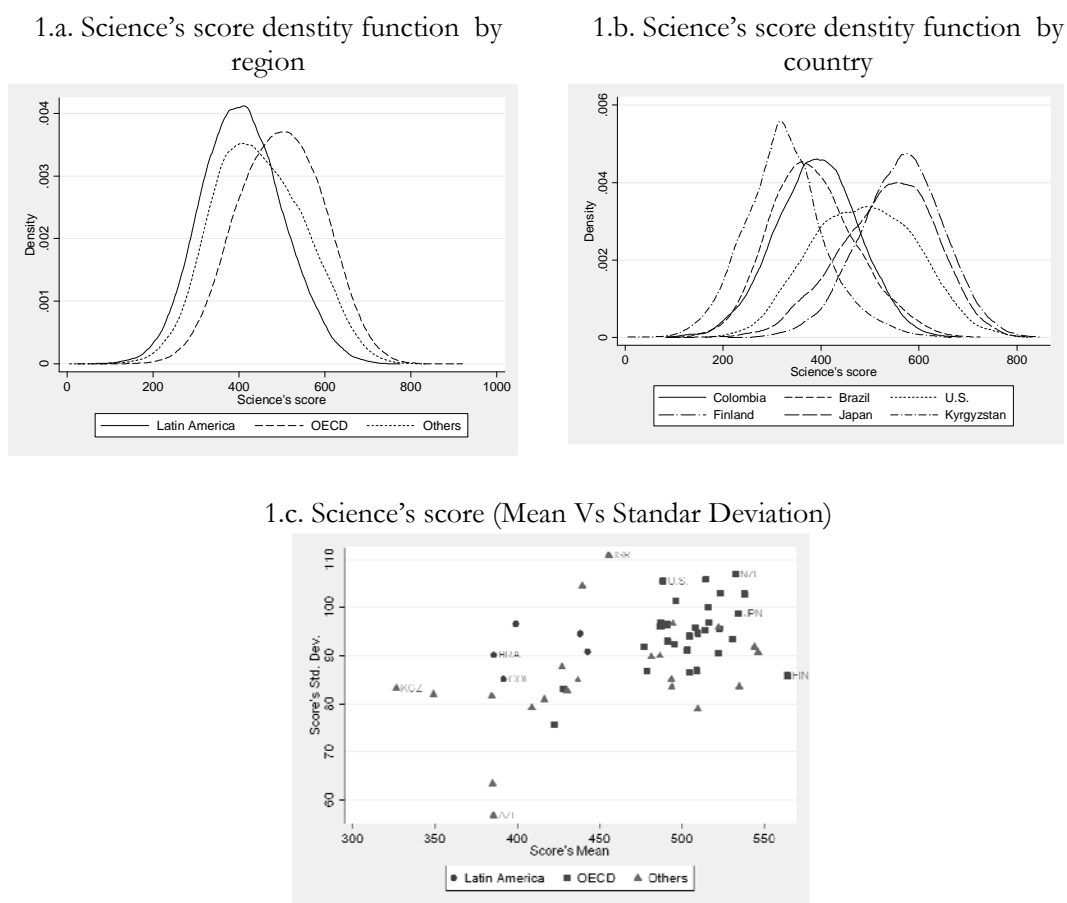 1.a. Science's score denstity function by
region
1.b. Science's score denstity function by
country
.004
.003
.002
.001
0
Density
0 200 400 600 800 1000
Science's score
Latin America OECD Others
.006
.004
.002
0
Density
0 200 400 600 800
Science's score
Colombia Brazil U.S.
Finland Japan Kyrgyzstan
1.c. Science's score (Mean Vs Standar Deviation)
110
100
90
80
70
60
Score's Std. Dev.
ISR
U.S.
NZL
JPN
BRA
COL
KGZ
FIN
300 350 400 450 500 550
Score's Mean
Latin America OECD Others